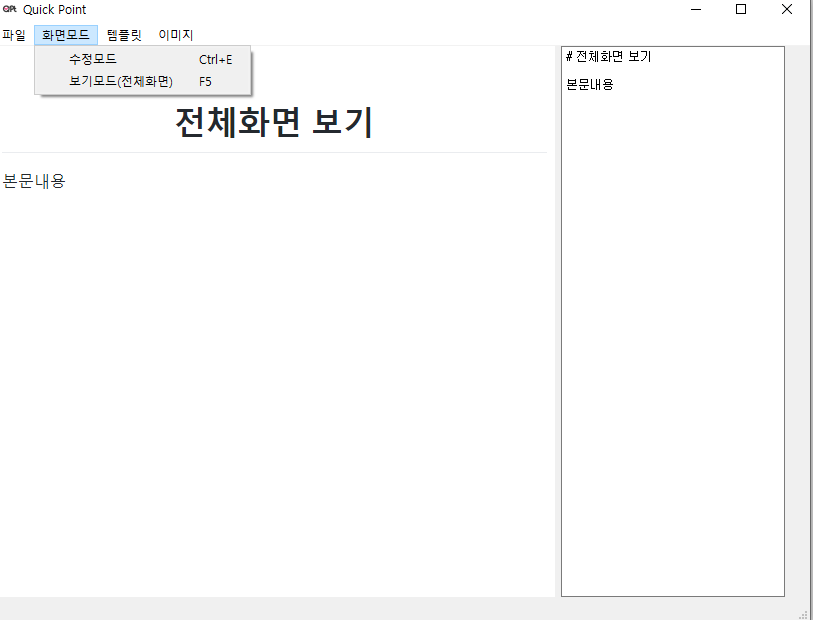 QPt Quick Point
파일 화면모드 템플릿 이미지
수정모드 Ctrl+E
보기모드(전체화면) F5
전체화면 보기
본문내용
# 전체화면 보기
본문내용